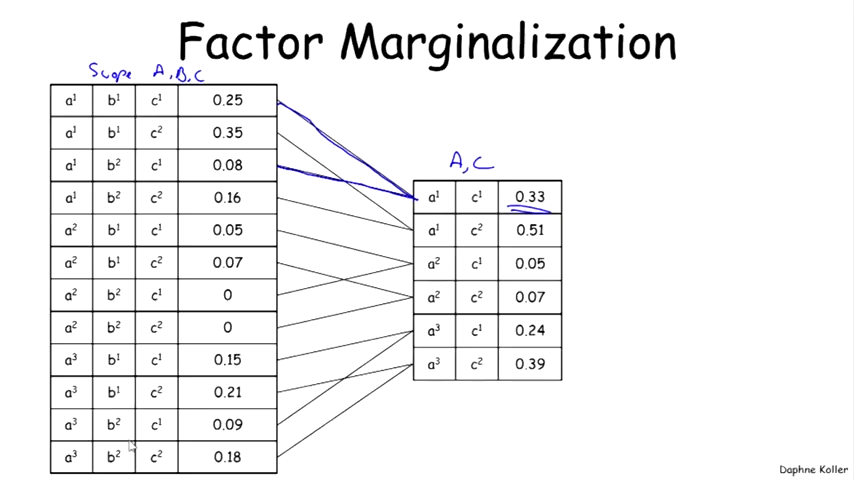 Factor Marginalization
Scope A, B, C
a¹ b¹ c¹ 0.25
a¹ b¹ c² 0.35
a¹ b² c¹ 0.08
a¹ b² c² 0.16
a² b¹ c¹ 0.05
a² b¹ c² 0.07
a² b² c¹ 0
a² b² c² 0
a³ b¹ c¹ 0.15
a³ b¹ c² 0.21
a³ b² c¹ 0.09
a³ b² c² 0.18
A, C
a¹ c¹ 0.33
a¹ c² 0.51
a² c¹ 0.05
a² c² 0.07
a³ c¹ 0.24
a³ c² 0.39
Daphne Koller